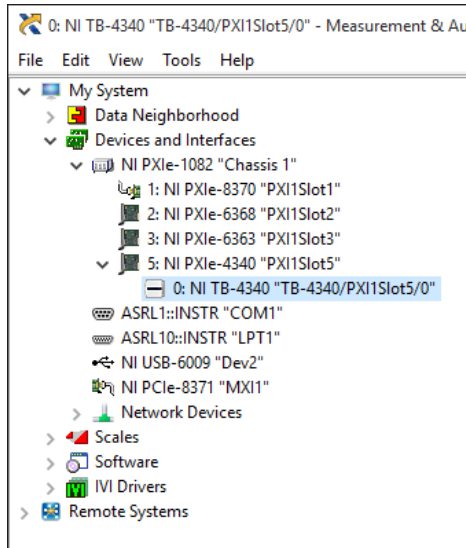 0: NI TB-4340 "TB-4340/PXI1Slot5/0" - Measurement & Au
File Edit View Tools Help
My System
Data Neighborhood
Devices and Interfaces
NI PXIe-1082 "Chassis 1"
1: NI PXIe-8370 "PXI1Slot1"
2: NI PXIe-6368 "PXI1Slot2"
3: NI PXIe-6363 "PXI1Slot3"
5: NI PXIe-4340 "PXI1Slot5"
0: NI TB-4340 "TB-4340/PXI1Slot5/0"
ASRL1::INSTR "COM1"
ASRL10::INSTR "LPT1"
NI USB-6009 "Dev2"
NI PCIe-8371 "MXI1"
Network Devices
Scales
Software
IVI Drivers
Remote Systems